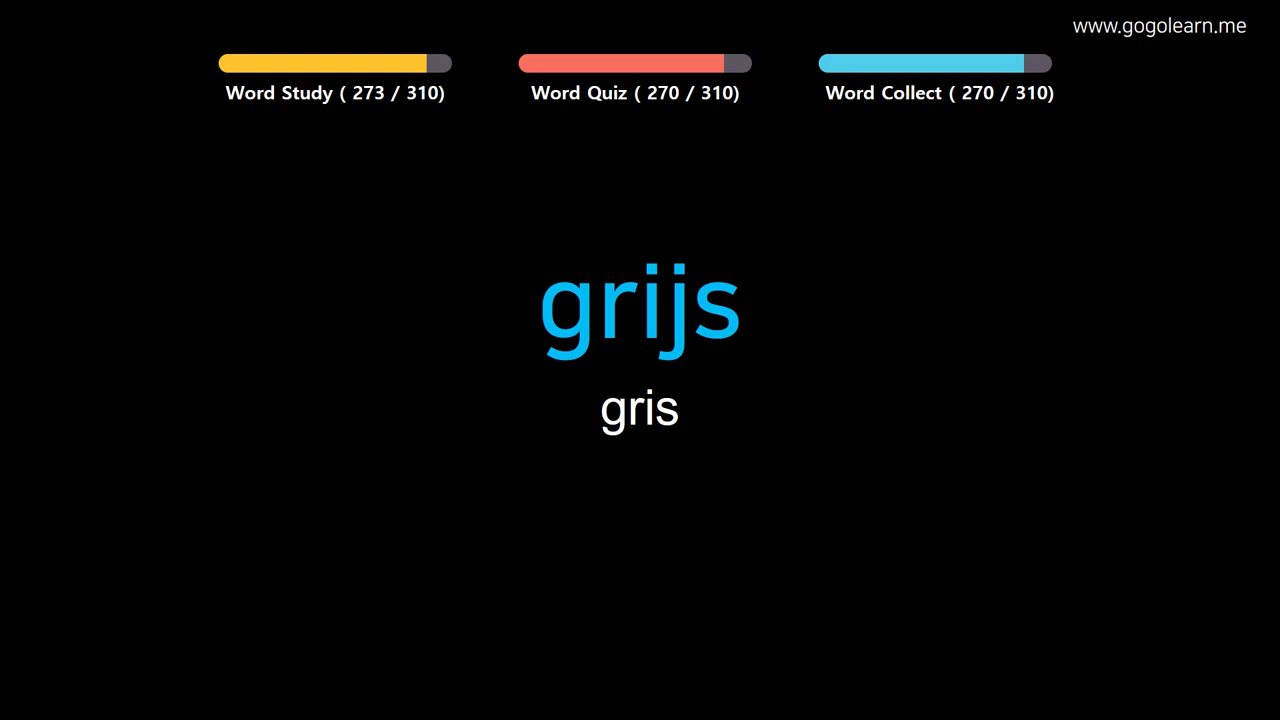 www.gogolearn.me
Word Study ( 273 / 310)
Word Quiz ( 270 / 310)
Word Collect ( 270 / 310)
grijs
gris